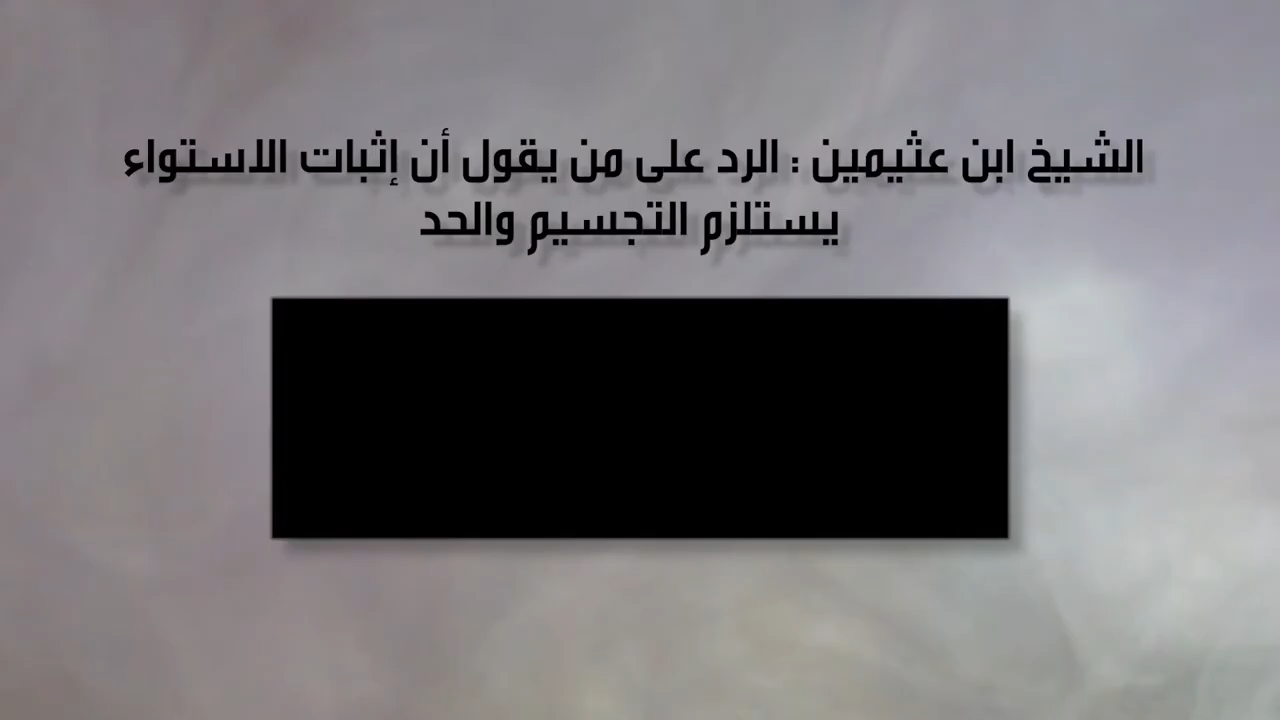 الشيخ ابن عثيمين : الرد على من يقول أن إثبات الاستواء
يستلزم التجسيم والحد